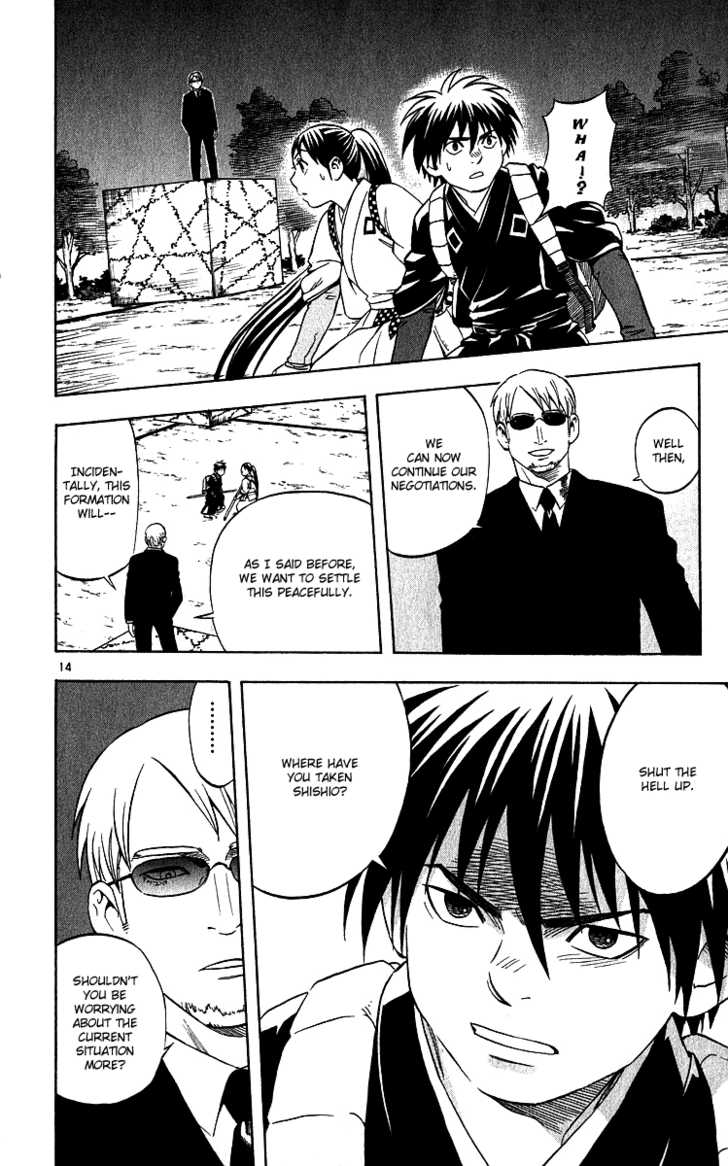 WHA!?
WELL
THEN,
WE
CAN NOW
CONTINUE OUR
NEGOTIATIONS.
AS I SAID BEFORE,
WE WANT TO SETTLE
THIS PEACEFULLY.
INCIDEN-
TALLY, THIS
FORMATION
WILL--
14
SHUT THE
HELL UP.
WHERE HAVE
YOU TAKEN
SHISHIO?
........
SHOULDN'T
YOU BE
WORRYING
ABOUT THE
CURRENT
SITUATION
MORE?